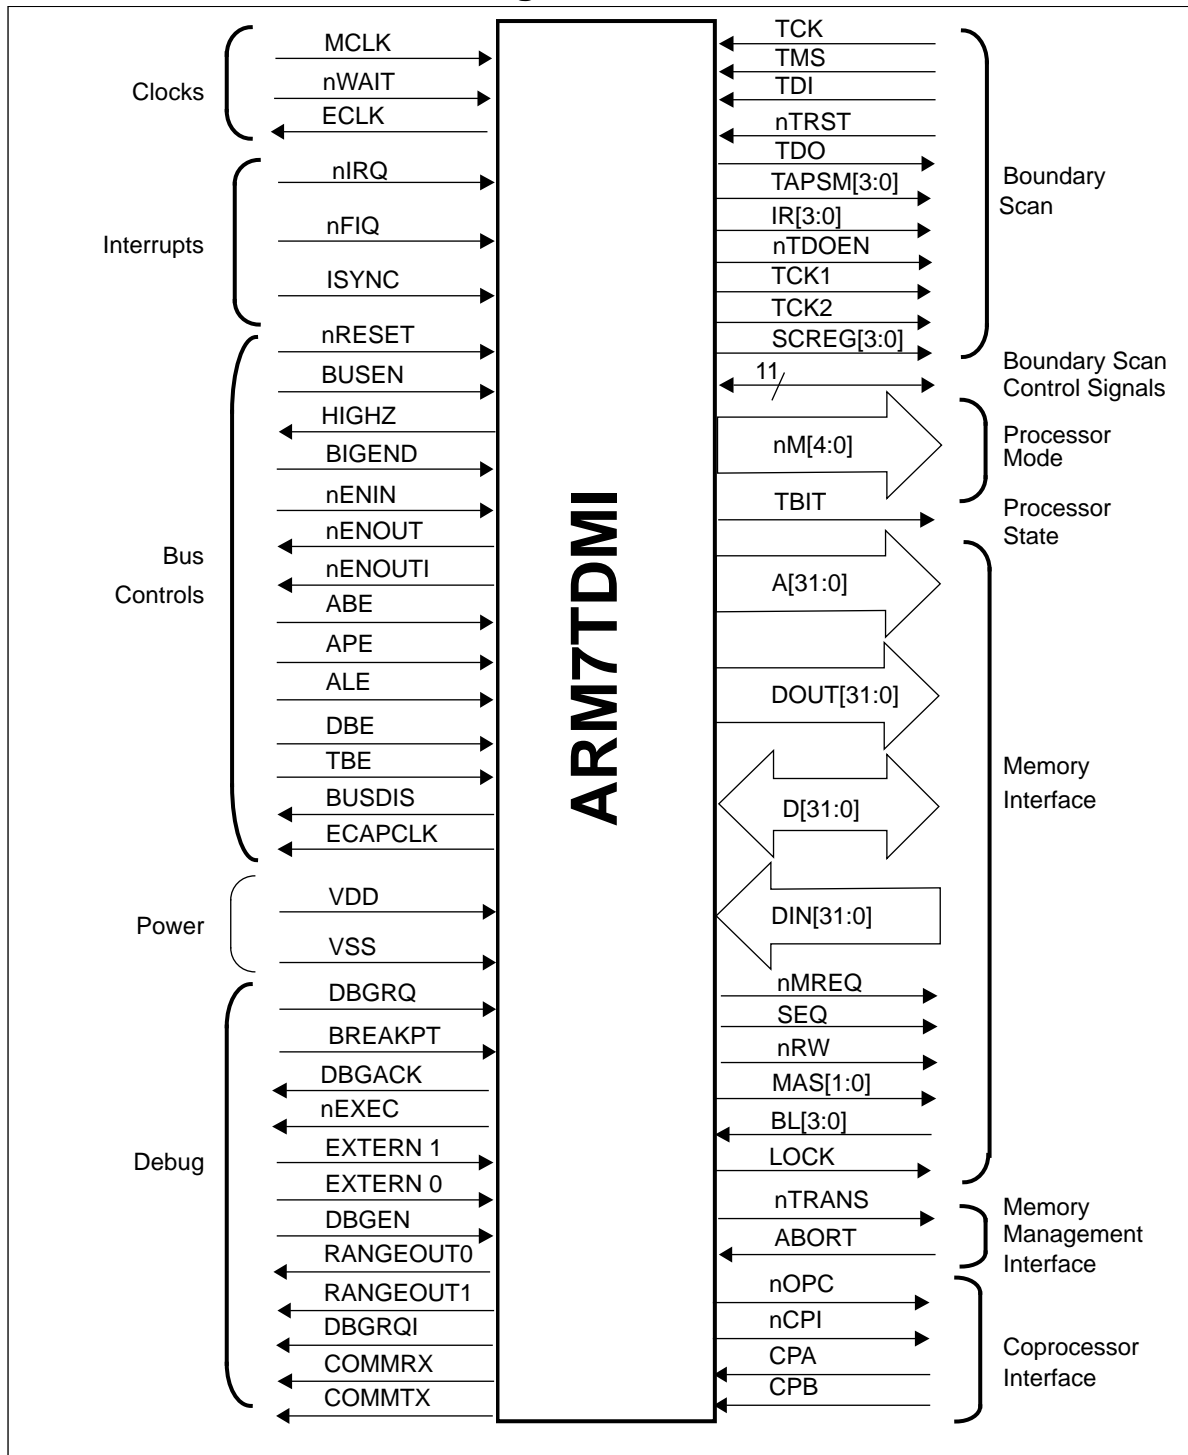 Clocks
MCLK
nWAIT
ECLK
Interrupts
nIRQ
nFIQ
ISYNC
Bus
Controls
nRESET
BUSEN
HIGHZ
BIGEND
nENIN
nENOUT
nENOUTI
ABE
APE
ALE
DBE
TBE
BUSDIS
ECAPCLK
Power
VDD
VSS
Debug
DBGRQ
BREAKPT
DBGACK
nEXEC
EXTERN 1
EXTERN 0
DBGEN
RANGEOUT0
RANGEOUT1
DBGRQI
COMMRX
COMMTX
ARM7TDMI
TCK
TMS
TDI
nTRST
TDO
TAPSM[3:0]
IR[3:0]
nTDOEN
TCK1
TCK2
SCREG[3:0]
Boundary
Scan
11
Boundary Scan
Control Signals
nM[4:0]
Processor
Mode
TBIT
Processor
State
A[31:0]
DOUT[31:0]
D[31:0]
DIN[31:0]
nMREQ
SEQ
nRW
MAS[1:0]
BL[3:0]
LOCK
Memory
Interface
nTRANS
ABORT
Memory
Management
Interface
nOPC
nCPI
CPA
CPB
Coprocessor
Interface